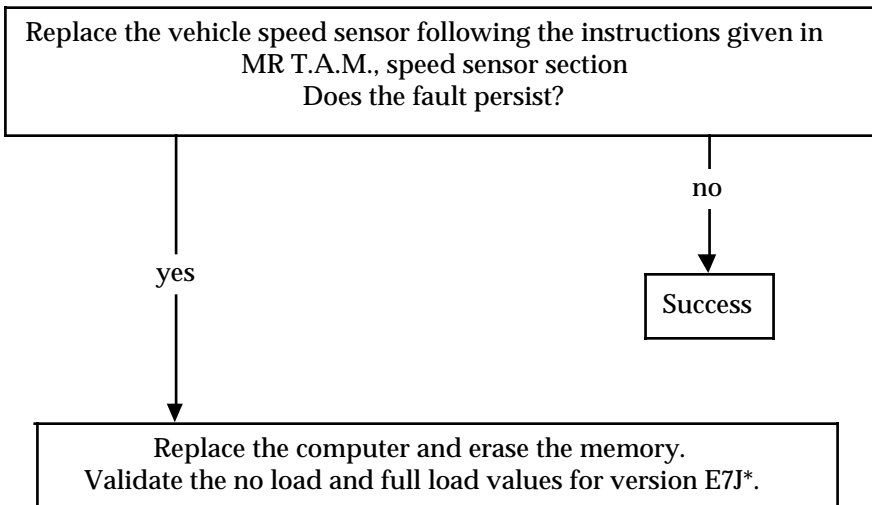 Replace the vehicle speed sensor following the instructions given in
MR T.A.M., speed sensor section
Does the fault persist?
no
yes
Success
Replace the computer and erase the memory.
Validate the no load and full load values for version E7J*.